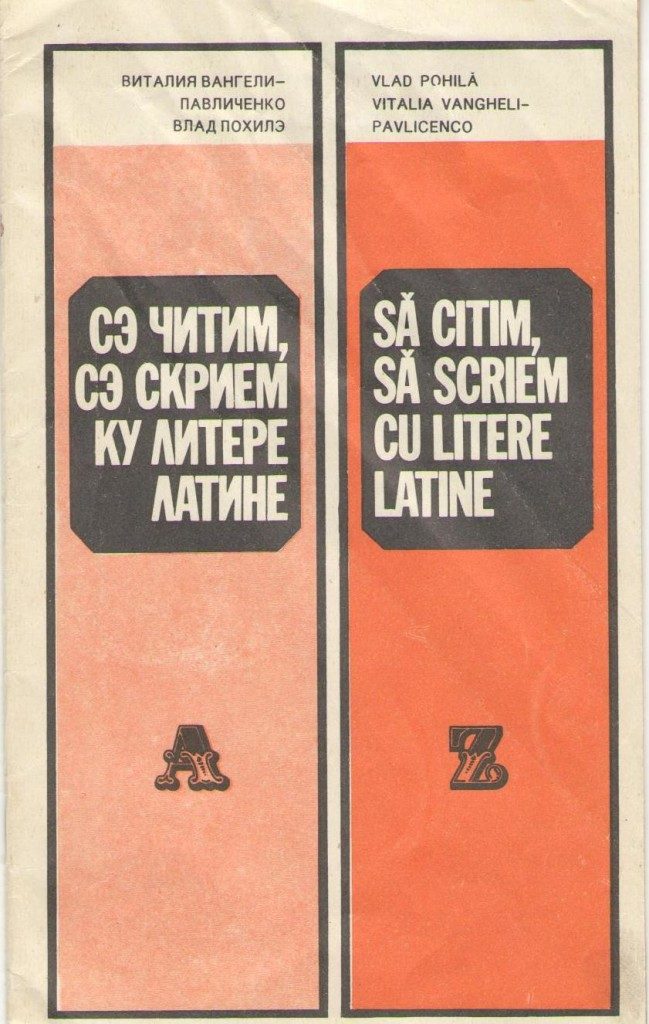 ВИТАЛИЯ ВАНГЕЛИ–
ПАВЛИЧЕНКО
ВЛАД ПОХИЛЭ
СЭ ЧИТИМ,
СЭ СКРИЕМ
КУ ЛИТЕРЕ
ЛАТИНЕ
A
VLAD POHILĂ
VITALIA VANGHELI–
PAVLICENCO
SĂ CITIM,
SĂ SCRIEM
CU LITERE
LATINE
Z